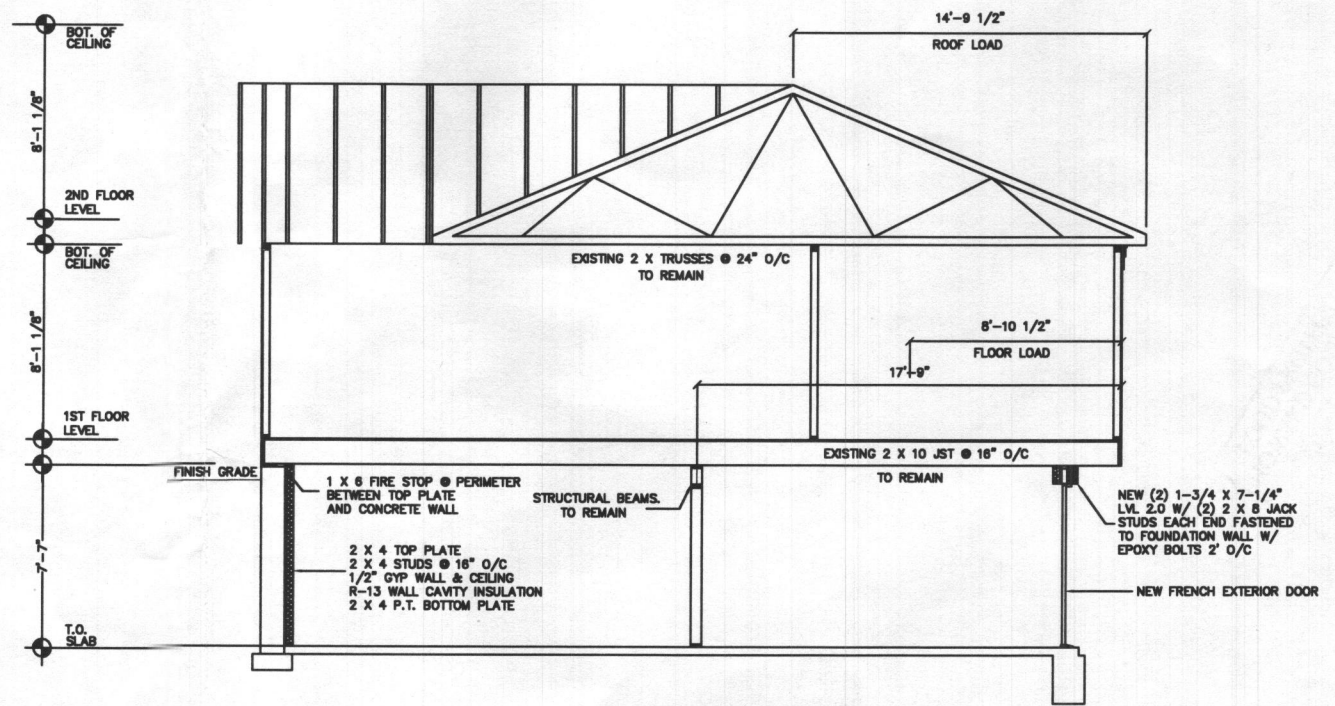 BOT. OF
CEILING
8'-1 1/8"
2ND FLOOR
LEVEL
BOT. OF
CEILING
8'-1 1/8"
1ST FLOOR
LEVEL
FINISH GRADE
7'-7"
T.O.
SLAB
14'-9 1/2"
ROOF LOAD
EXISTING 2 X TRUSSES @ 24" O/C
TO REMAIN
8'-10 1/2"
FLOOR LOAD
17'-9"
EXISTING 2 X 10 JST @ 16" O/C
TO REMAIN
1 X 6 FIRE STOP @ PERIMETER
BETWEEN TOP PLATE
AND CONCRETE WALL
STRUCTURAL BEAMS.
TO REMAIN
NEW (2) 1-3/4 X 7-1/4"
LVL 2.0 W/ (2) 2 X 8 JACK
STUDS EACH END FASTENED
TO FOUNDATION WALL W/
EPOXY BOLTS 2' O/C
2 X 4 TOP PLATE
2 X 4 STUDS @ 16" O/C
1/2" GYP WALL & CEILING
R-13 WALL CAVITY INSULATION
2 X 4 P.T. BOTTOM PLATE
NEW FRENCH EXTERIOR DOOR